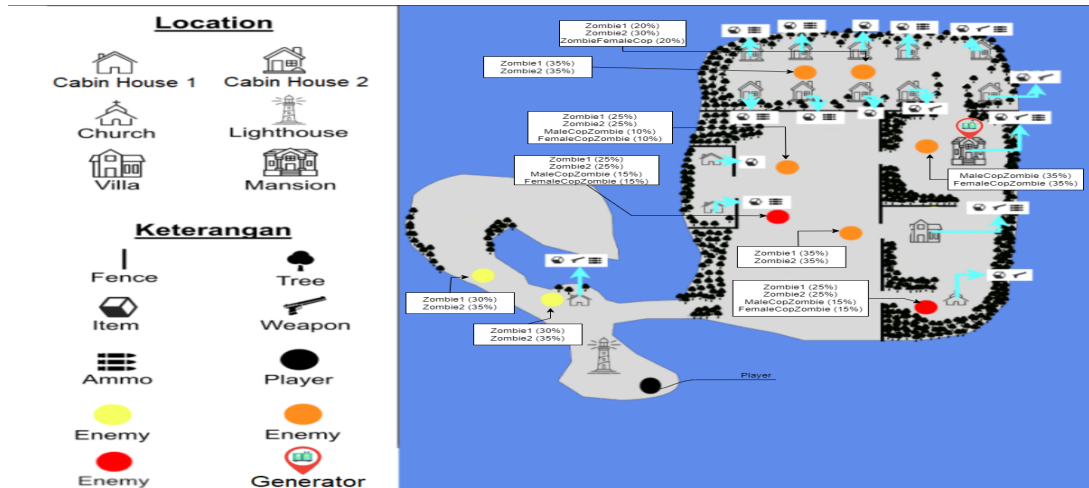 Location
Cabin House 1
Cabin House 2
Church
Lighthouse
Villa
Mansion
Keterangan
Fence
Tree
Item
Weapon
Ammo
Player
Enemy
Enemy
Enemy
Generator
Zombie1 (20%)
Zombie2 (30%)
ZombieFemaleCop (20%)
Zombie1 (35%)
Zombie2 (35%)
Zombie1 (25%)
Zombie2 (25%)
MaleCopZombie (10%)
FemaleCopZombie (10%)
Zombie1 (25%)
Zombie2 (25%)
MaleCopZombie (15%)
FemaleCopZombie (15%)
MaleCopZombie (35%)
FemaleCopZombie (35%)
Zombie1 (35%)
Zombie2 (35%)
Zombie1 (25%)
Zombie2 (25%)
MaleCopZombie (15%)
FemaleCopZombie (15%)
Zombie1 (30%)
Zombie2 (35%)
Zombie1 (30%)
Zombie2 (35%)
Player